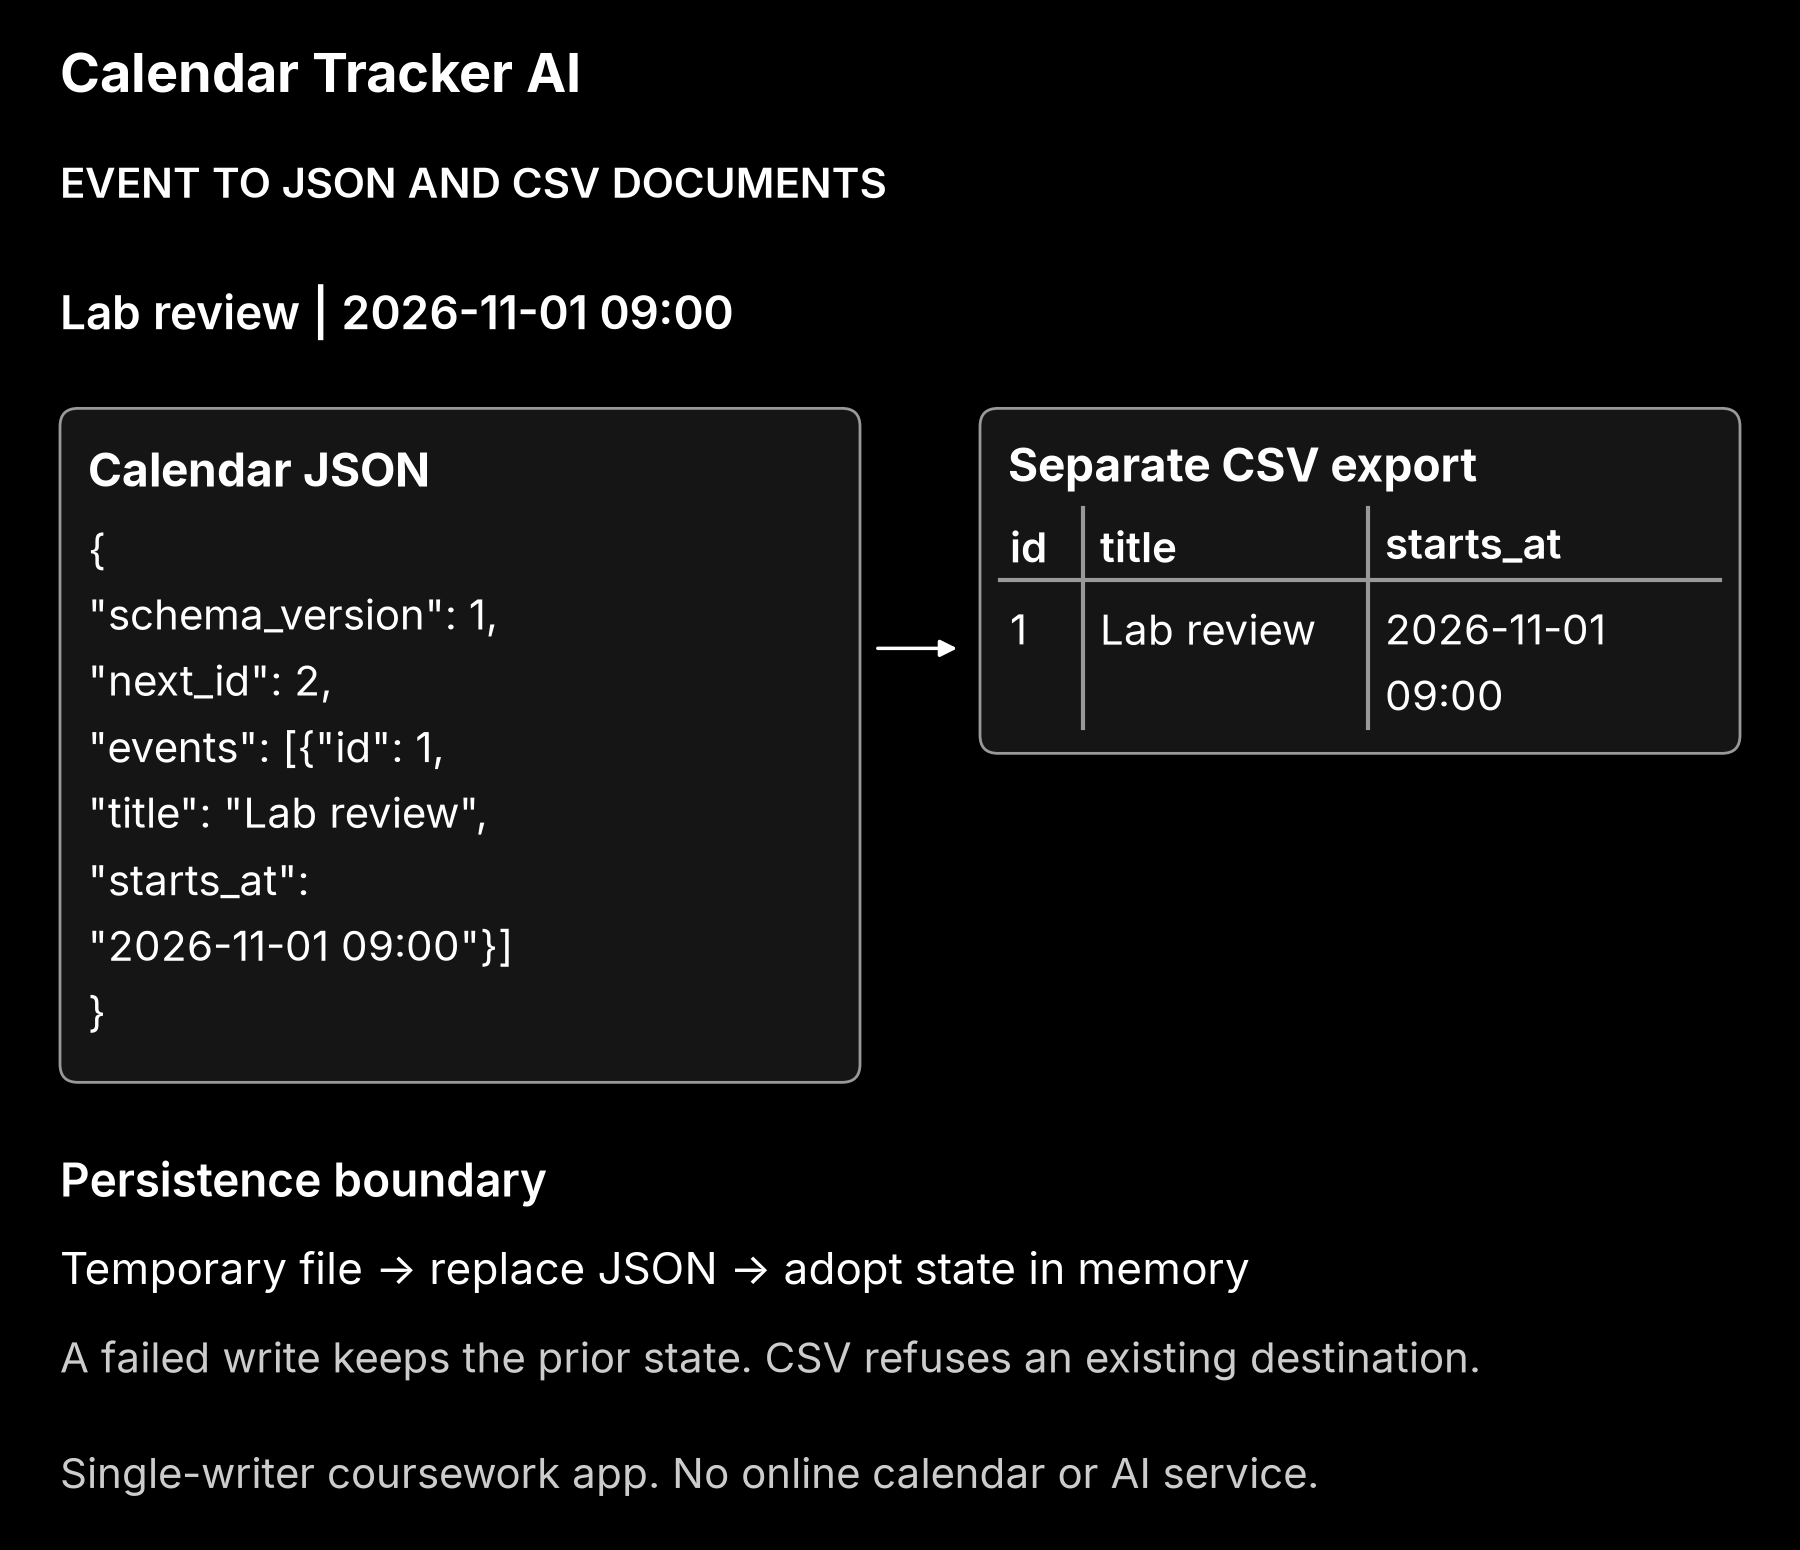 Calendar Tracker AI
EVENT TO JSON AND CSV DOCUMENTS
Lab review | 2026-11-01 09:00
Calendar JSON
{
"schema_version": 1,
"next_id": 2,
"events": [{"id": 1,
"title": "Lab review",
"starts_at":
"2026-11-01 09:00"}]
}
Separate CSV export
id title starts_at
1 Lab review 2026-11-01
09:00
Persistence boundary
Temporary file → replace JSON → adopt state in memory
A failed write keeps the prior state. CSV refuses an existing destination.
Single-writer coursework app. No online calendar or AI service.